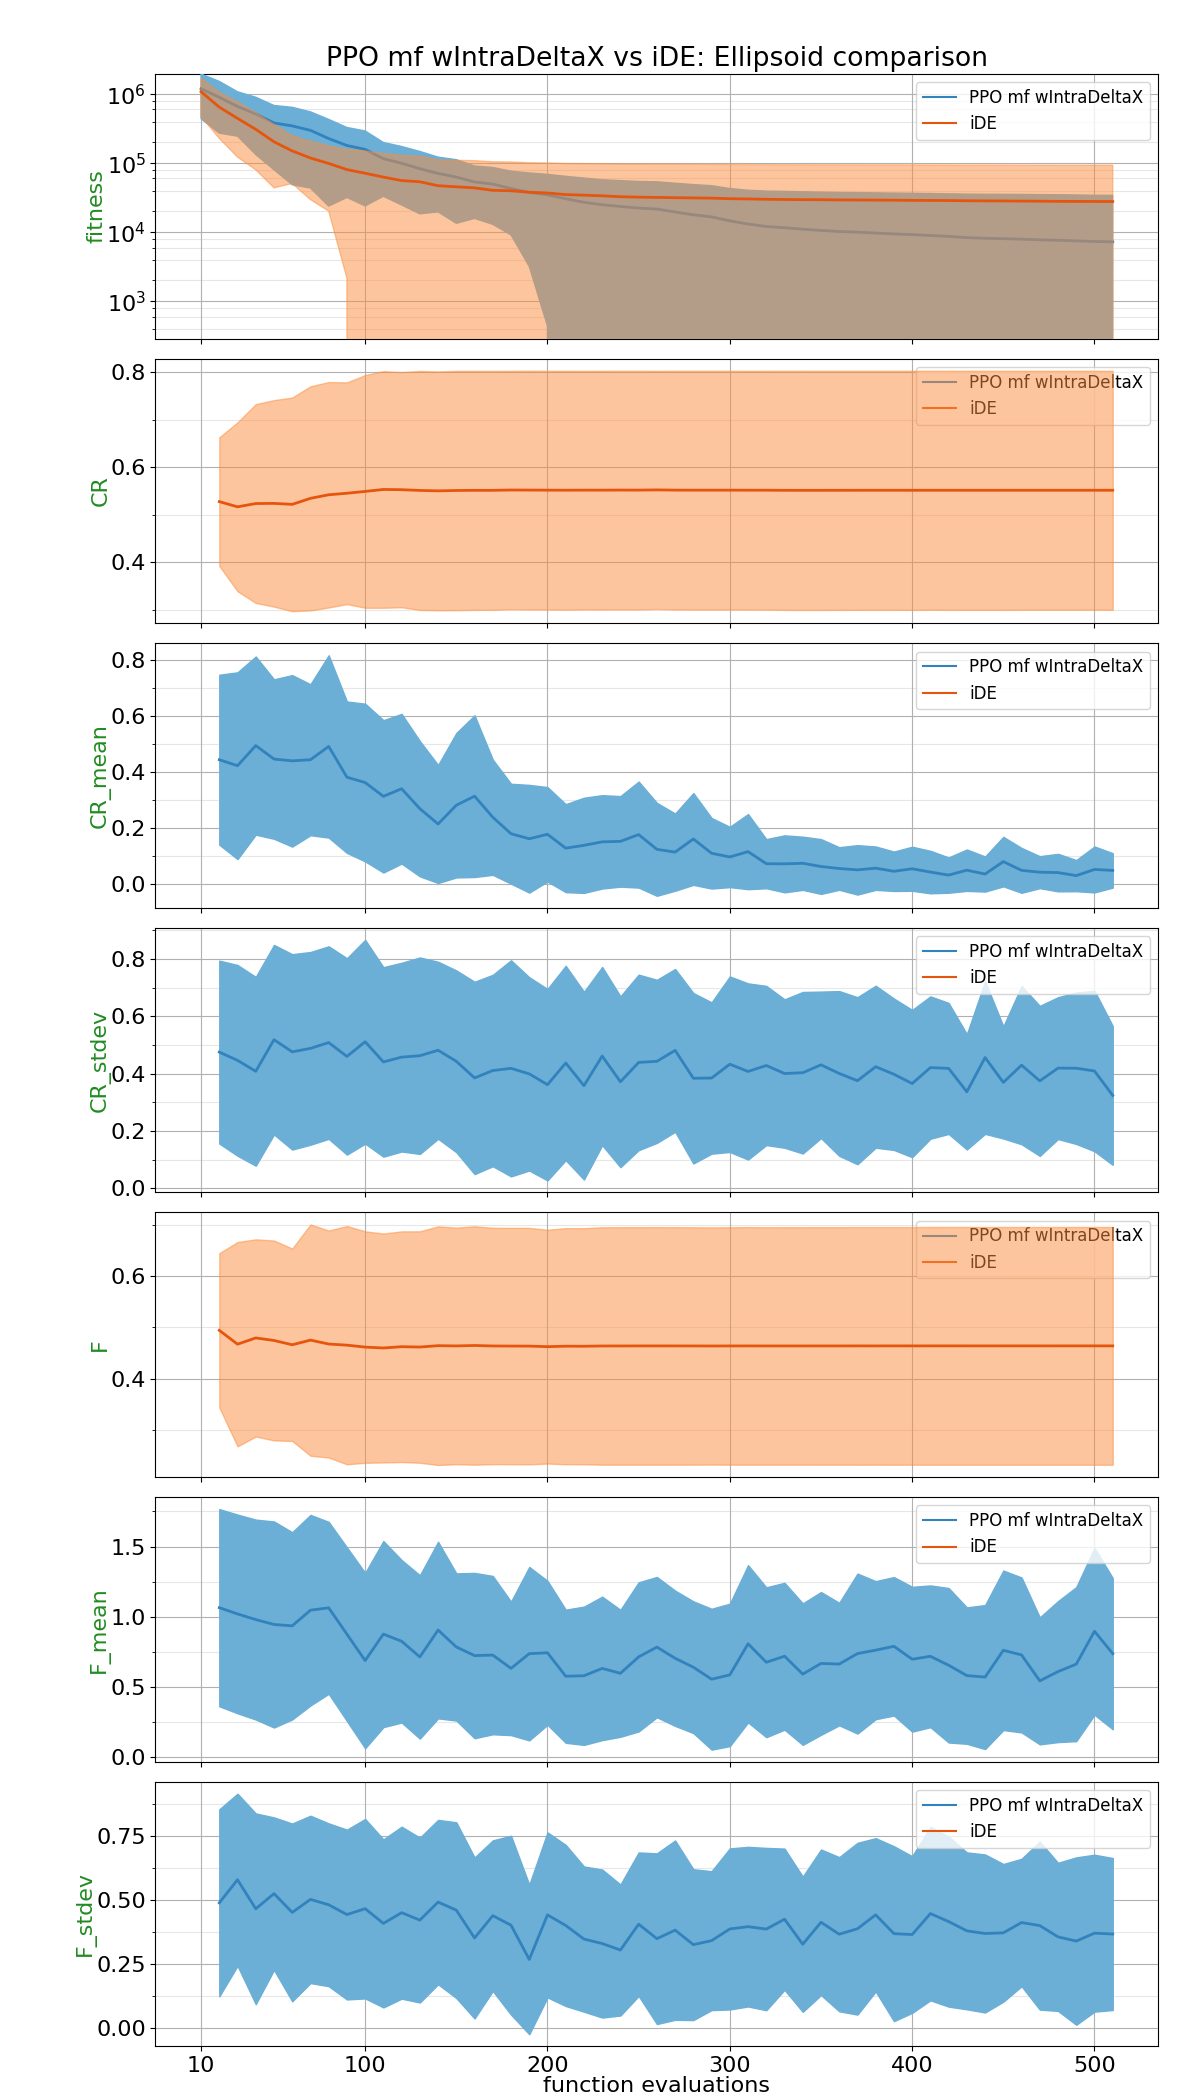 PPO mf wIntraDeltaX vs iDE: Ellipsoid comparison
fitness
10^6
10^5
10^4
10^3
PPO mf wIntraDeltaX
iDE
CR
0.8
0.6
0.4
PPO mf wIntraDeltaX
iDE
CR_mean
0.8
0.6
0.4
0.2
0.0
PPO mf wIntraDeltaX
iDE
CR_stdev
0.8
0.6
0.4
0.2
0.0
PPO mf wIntraDeltaX
iDE
F
0.6
0.4
PPO mf wIntraDeltaX
iDE
F_mean
1.5
1.0
0.5
0.0
PPO mf wIntraDeltaX
iDE
F_stdev
0.75
0.50
0.25
0.00
PPO mf wIntraDeltaX
iDE
10 100 200 300 400 500
function evaluations